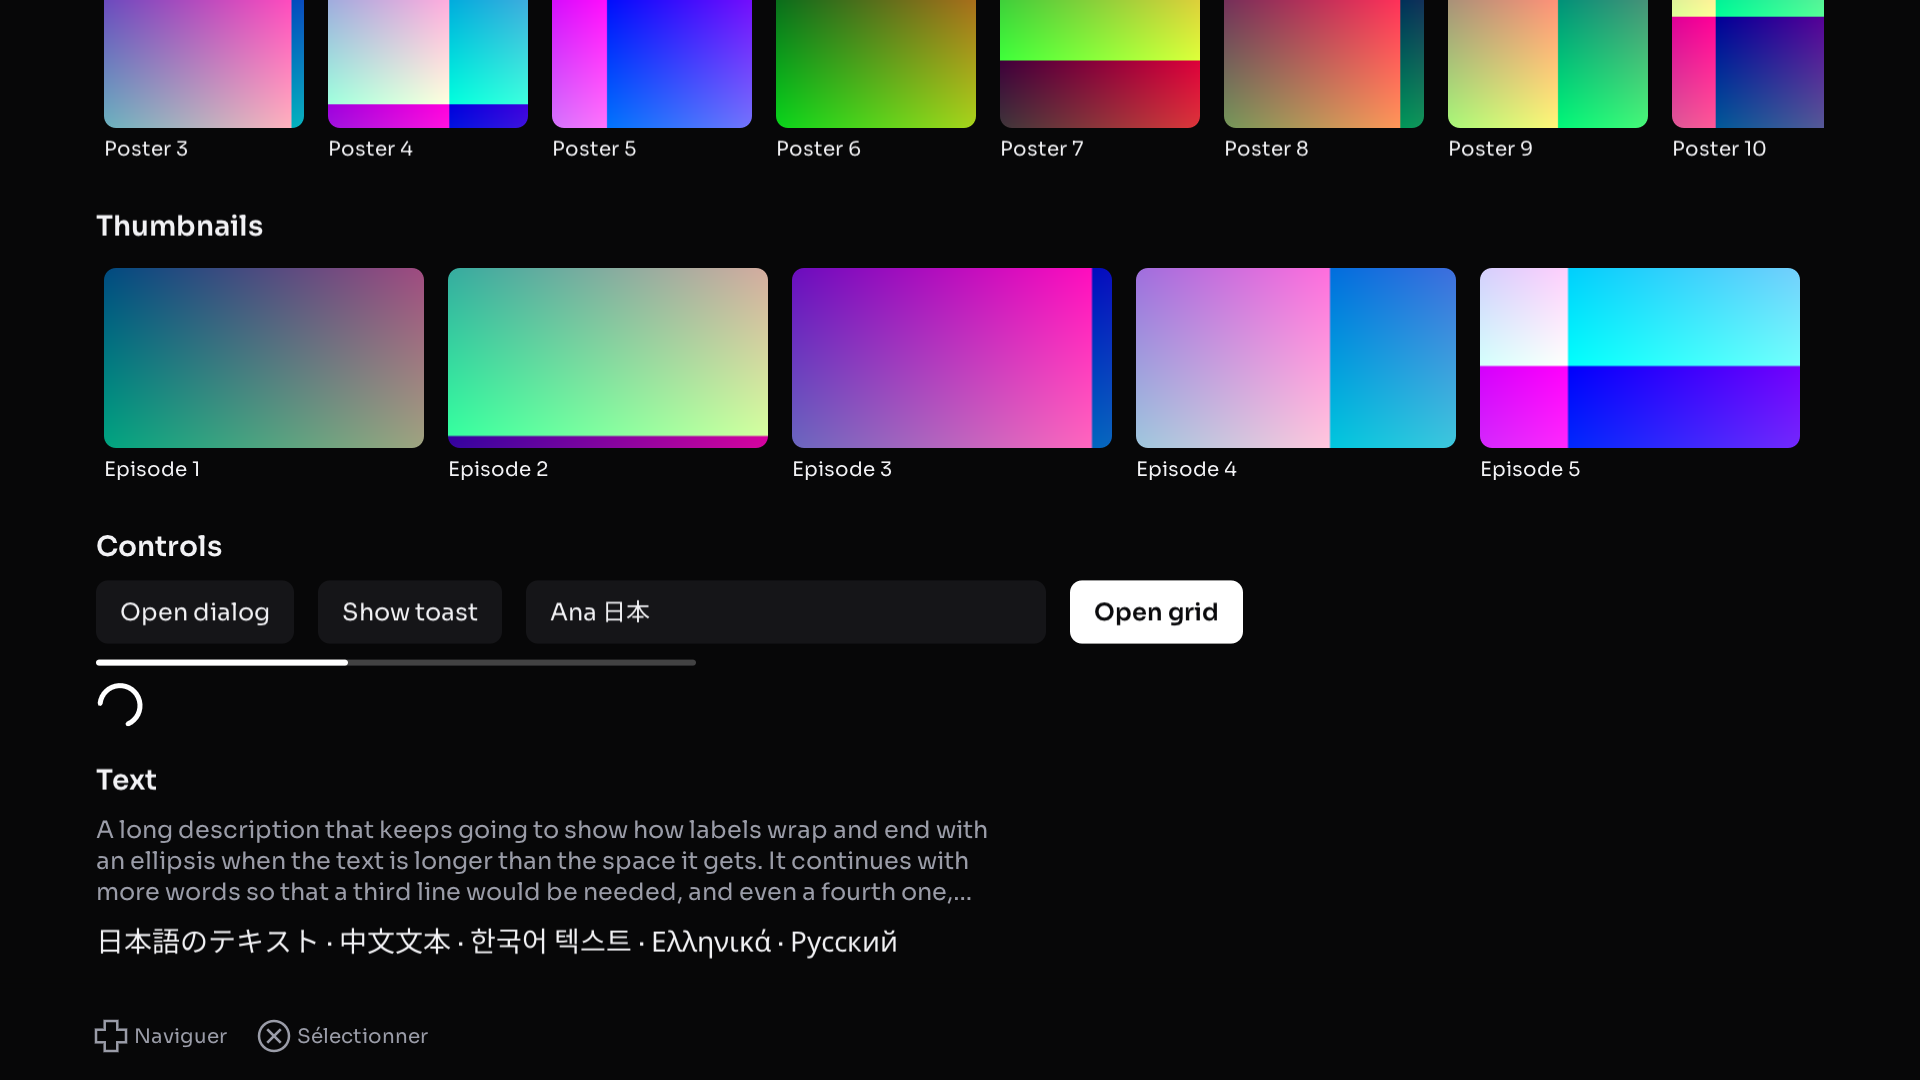 Poster 3
Poster 4
Poster 5
Poster 6
Poster 7
Poster 8
Poster 9
Poster 10
Thumbnails
Episode 1
Episode 2
Episode 3
Episode 4
Episode 5
Controls
Open dialog
Show toast
Ana 日本
Open grid
Text
A long description that keeps going to show how labels wrap and end with
an ellipsis when the text is longer than the space it gets. It continues with
more words so that a third line would be needed, and even a fourth one,...
日本語のテキスト · 中文文本 · 한국어 텍스트 · Ελληνικά · Русский
Naviguer
Sélectionner